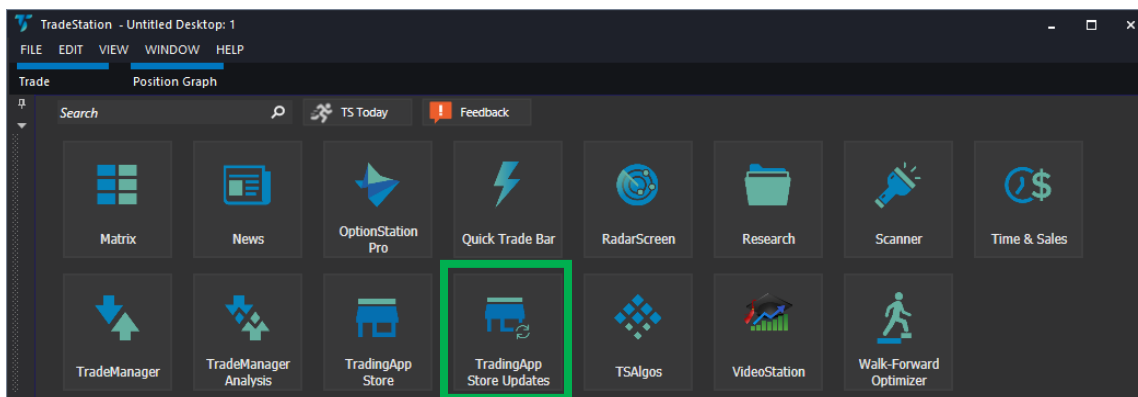 TradeStation - Untitled Desktop: 1
FILE EDIT VIEW WINDOW HELP
Trade Position Graph
Search TS Today Feedback
Matrix
News
OptionStation
Pro
Quick Trade Bar
RadarScreen
Research
Scanner
Time & Sales
TradeManager
TradeManager
Analysis
TradingApp
Store
TradingApp
Store Updates
TSAlgos
VideoStation
Walk-Forward
Optimizer